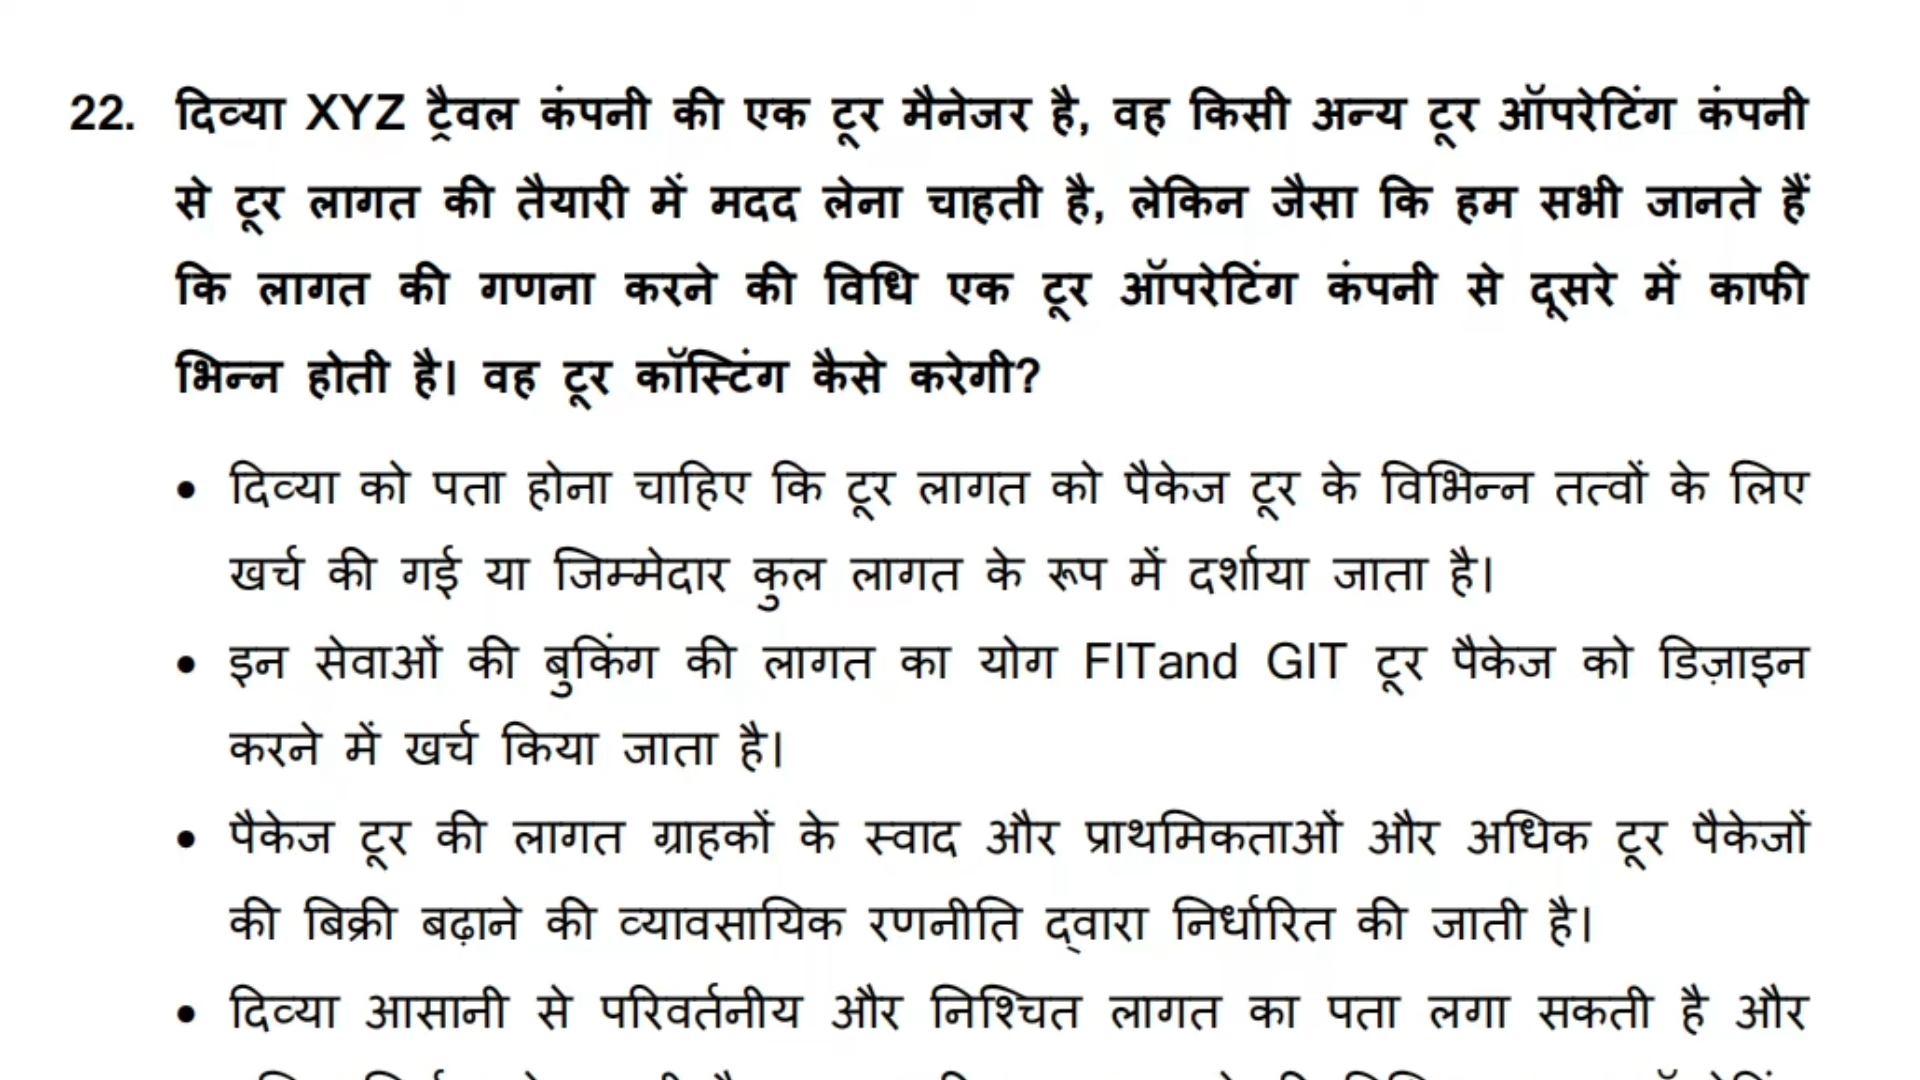 22. दिव्या XYZ ट्रैवल कंपनी की एक टूर मैनेजर है, वह किसी अन्य टूर ऑपरेटिंग कंपनी
से टूर लागत की तैयारी में मदद लेना चाहती है, लेकिन जैसा कि हम सभी जानते हैं
कि लागत की गणना करने की विधि एक टूर ऑपरेटिंग कंपनी से दूसरे में काफी
भिन्न होती है। वह टूर कॉस्टिंग कैसे करेगी?
• दिव्या को पता होना चाहिए कि टूर लागत को पैकेज टूर के विभिन्न तत्वों के लिए
खर्च की गई या जिम्मेदार कुल लागत के रूप में दर्शाया जाता है।
• इन सेवाओं की बुकिंग की लागत का योग FITand GIT टूर पैकेज को डिज़ाइन
करने में खर्च किया जाता है।
• पैकेज टूर की लागत ग्राहकों के स्वाद और प्राथमिकताओं और अधिक टूर पैकेजों
की बिक्री बढ़ाने की व्यावसायिक रणनीति द्वारा निर्धारित की जाती है।
• दिव्या आसानी से परिवर्तनीय और निश्चित लागत का पता लगा सकती है और